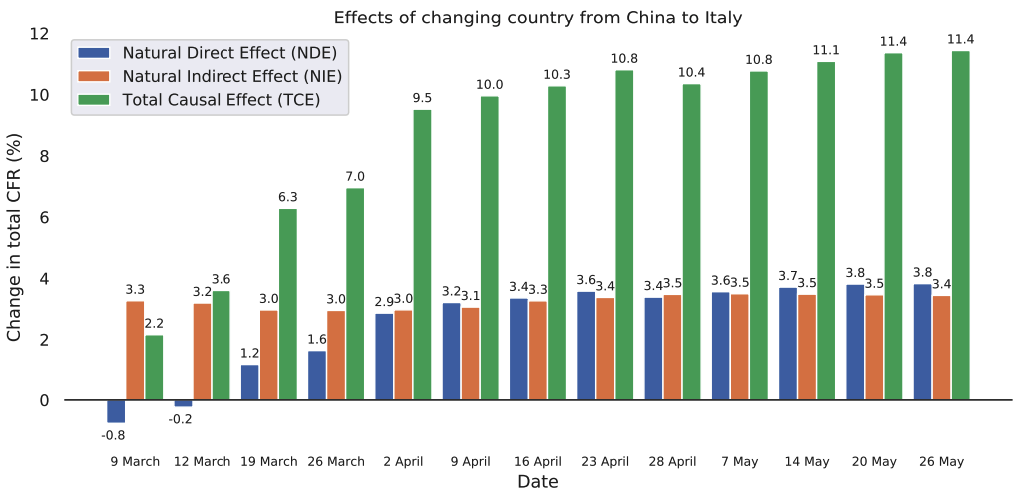 Effects of changing country from China to Italy
Natural Direct Effect (NDE)
Natural Indirect Effect (NIE)
Total Causal Effect (TCE)
Change in total CFR (%)
12
10
8
6
4
2
0
-0.8 3.3 2.2
-0.2 3.2 3.6
1.2 3.0 6.3
1.6 3.0 7.0
2.9 3.0 9.5
3.2 3.1 10.0
3.4 3.3 10.3
3.6 3.4 10.8
3.4 3.5 10.4
3.6 3.5 10.8
3.7 3.5 11.1
3.8 3.5 11.4
3.8 3.4 11.4
9 March 12 March 19 March 26 March 2 April 9 April 16 April 23 April 28 April 7 May 14 May 20 May 26 May
Date